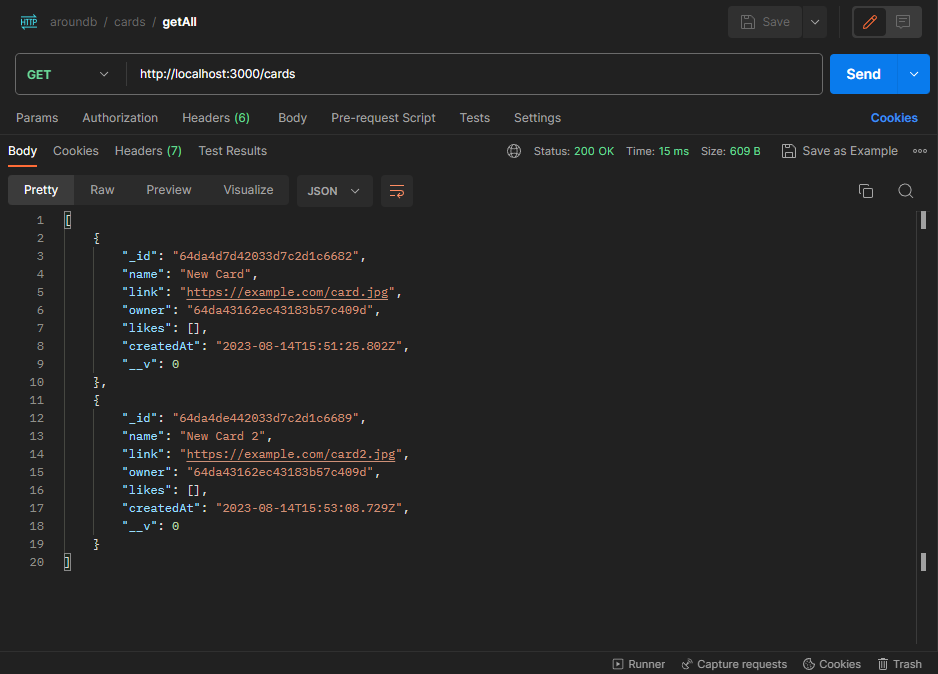 HTTP aroundb / cards / getAll Save
GET http://localhost:3000/cards Send
Params Authorization Headers (6) Body Pre-request Script Tests Settings Cookies
Body Cookies Headers (7) Test Results Status: 200 OK Time: 15 ms Size: 609 B Save as Example
Pretty Raw Preview Visualize JSON
1 [
2 {
3 "_id": "64da4d7d42033d7c2d1c6682",
4 "name": "New Card",
5 "link": "https://example.com/card.jpg",
6 "owner": "64da43162ec43183b57c409d",
7 "likes": [],
8 "createdAt": "2023-08-14T15:51:25.802Z",
9 "__v": 0
10 },
11 {
12 "_id": "64da4de442033d7c2d1c6689",
13 "name": "New Card 2",
14 "link": "https://example.com/card2.jpg",
15 "owner": "64da43162ec43183b57c409d",
16 "likes": [],
17 "createdAt": "2023-08-14T15:53:08.729Z",
18 "__v": 0
19 }
20 ]
Runner Capture requests Cookies Trash